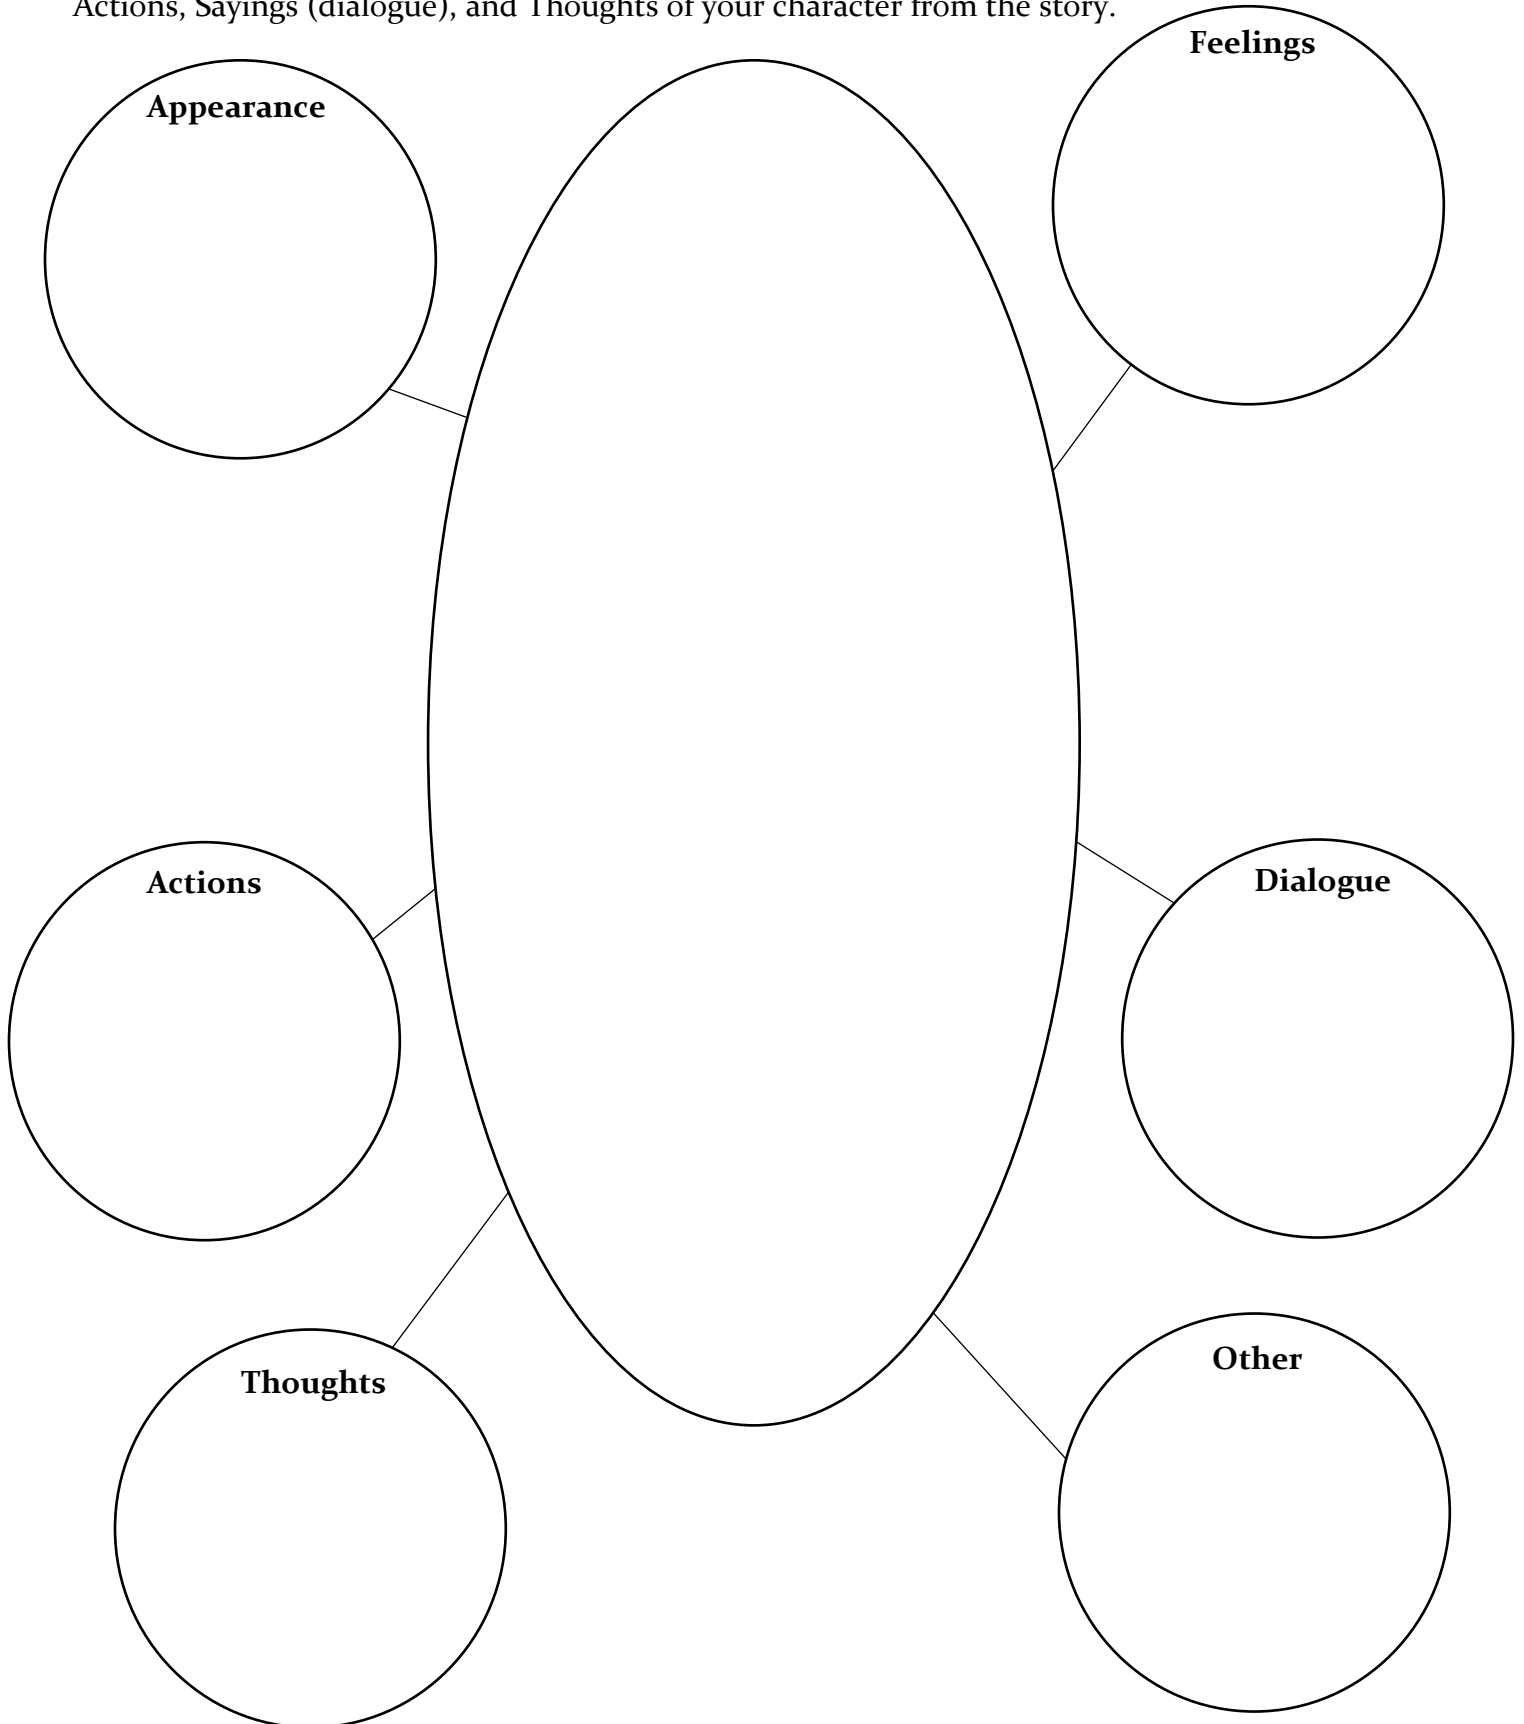 Actions, Sayings (dialogue), and Thoughts of your character from the story.
Feelings
Appearance
Actions
Dialogue
Thoughts
Other